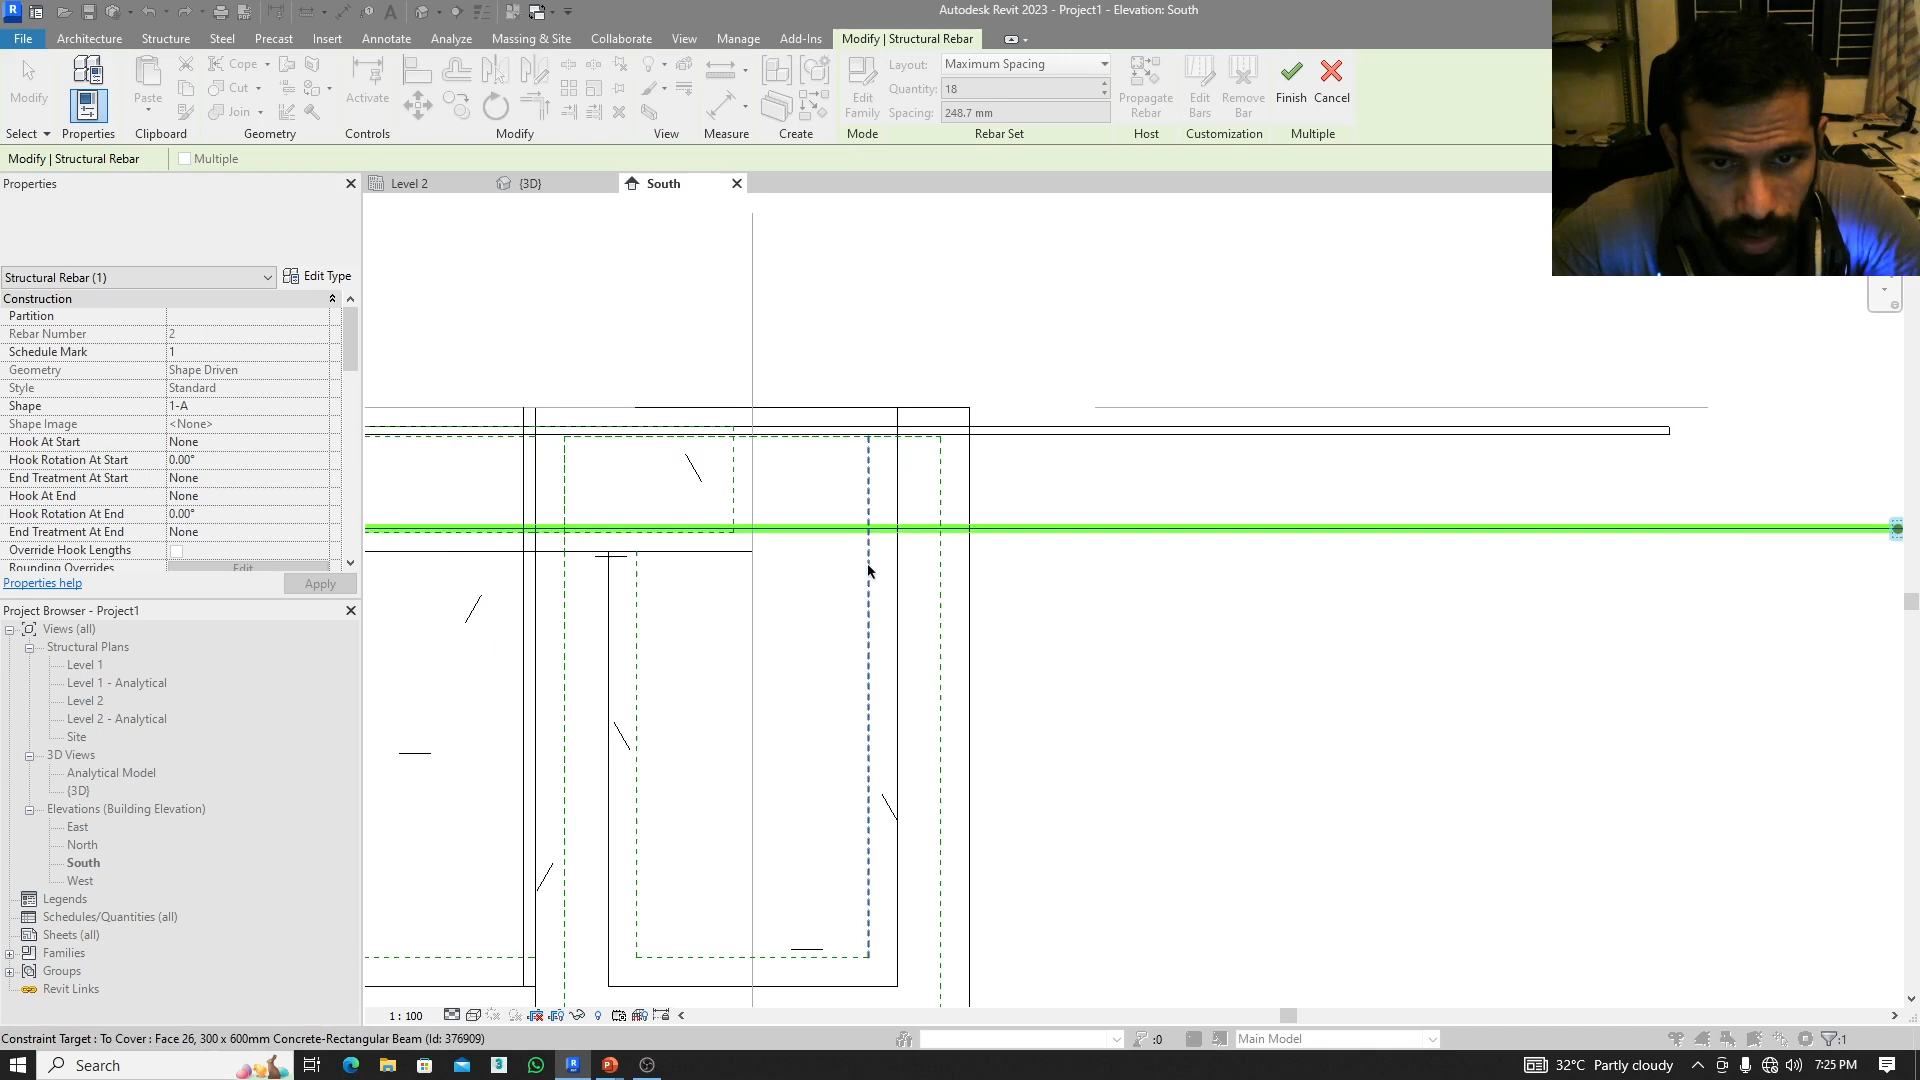 Autodesk Revit 2023 - Project1 - Elevation: South
File Architecture Structure Steel Precast Insert Annotate Analyze Massing & Site Collaborate View Manage Add-Ins Modify | Structural Rebar
Modify
Paste
Cope
Cut
Join
Activate
Edit Family
Layout: Maximum Spacing
Quantity: 18
Spacing: 248.7 mm
Propagate Rebar
Edit Bars
Remove Bar
Finish
Cancel
Select Properties Clipboard Geometry Controls Modify View Measure Create Mode Rebar Set Host Customization Multiple
Modify | Structural Rebar Multiple
Properties
Level 2
{3D}
South
Structural Rebar (1)
Edit Type
Construction
Partition
Rebar Number 2
Schedule Mark 1
Geometry Shape Driven
Style Standard
Shape 1-A
Shape Image <None>
Hook At Start None
Hook Rotation At Start 0.00°
End Treatment At Start None
Hook At End None
Hook Rotation At End 0.00°
End Treatment At End None
Override Hook Lengths
Rounding Overrides Edit
Properties help Apply
Project Browser - Project1
Views (all)
Structural Plans
Level 1
Level 1 - Analytical
Level 2
Level 2 - Analytical
Site
3D Views
Analytical Model
{3D}
Elevations (Building Elevation)
East
North
South
West
Legends
Schedules/Quantities (all)
Sheets (all)
Families
Groups
Revit Links
1 : 100
Constraint Target : To Cover : Face 26, 300 x 600mm Concrete-Rectangular Beam (Id: 376909)
:0
Main Model
:1
Search
32°C Partly cloudy
7:25 PM